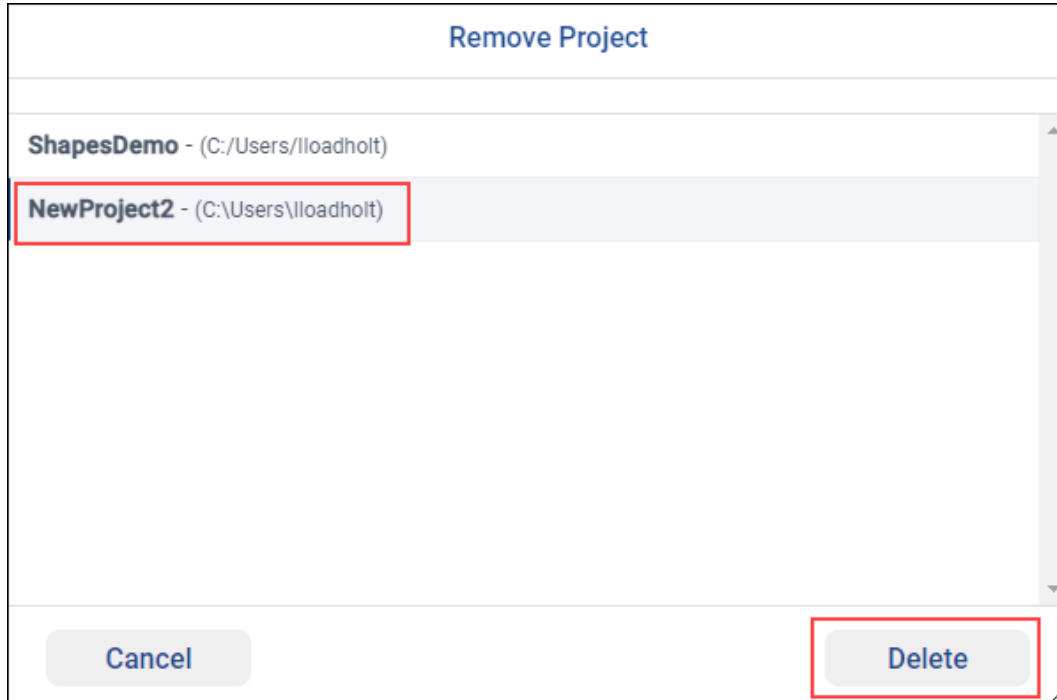 Remove Project
ShapesDemo - (C:/Users/lloadholt)
NewProject2 - (C:\Users\lloadholt)
Cancel
Delete